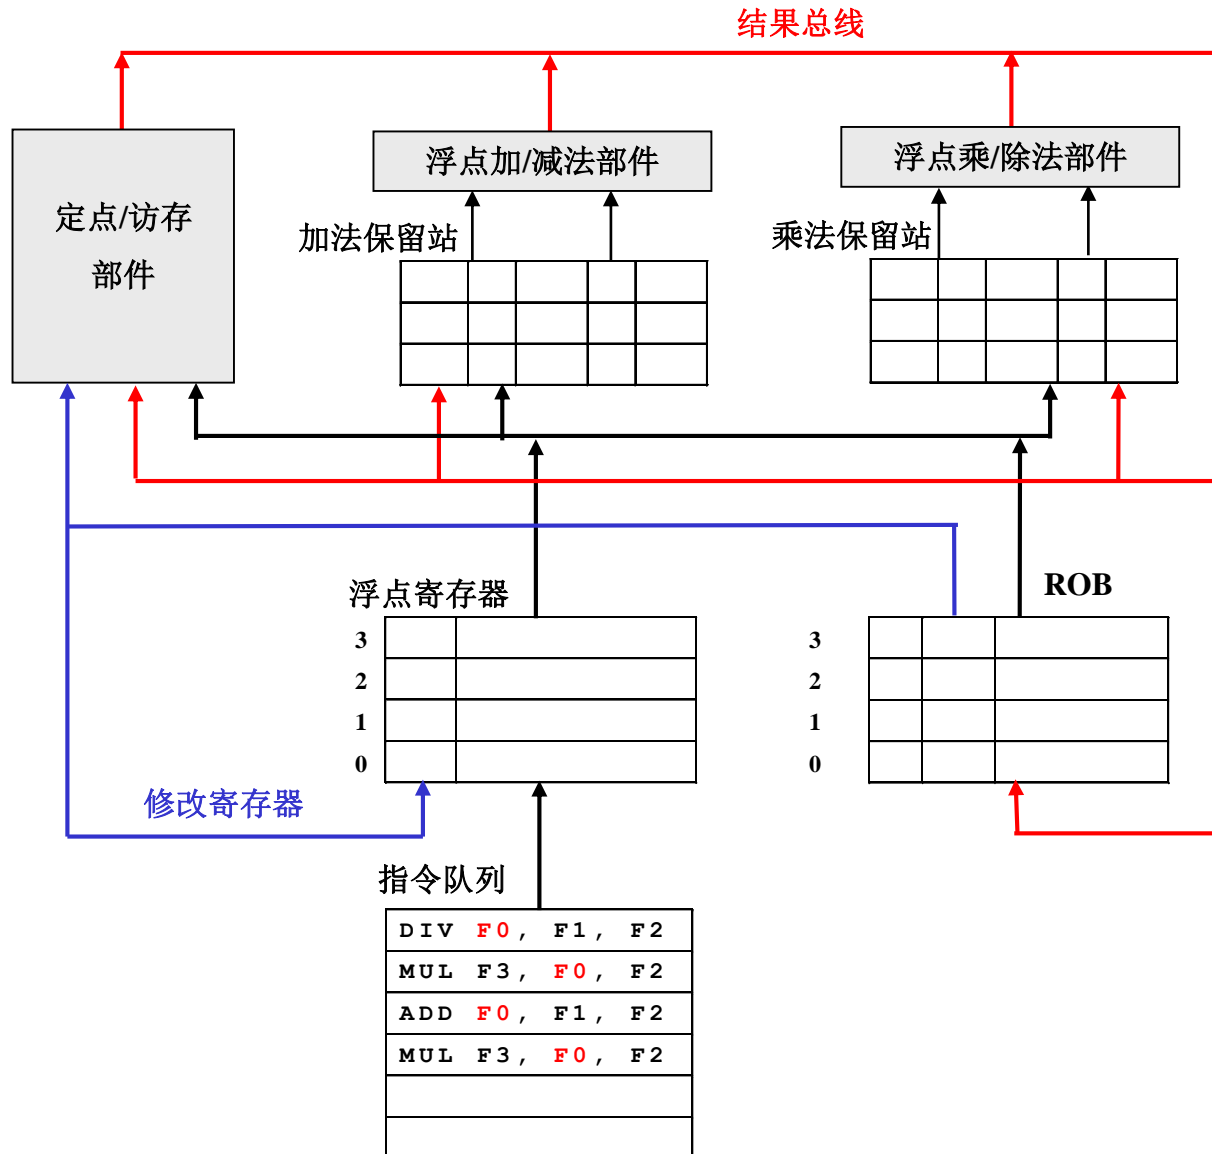 结果总线
定点/访存
部件
浮点加/减法部件
浮点乘/除法部件
加法保留站
乘法保留站
浮点寄存器
ROB
3
2
1
0
3
2
1
0
修改寄存器
指令队列
DIV F0, F1, F2
MUL F3, F0, F2
ADD F0, F1, F2
MUL F3, F0, F2